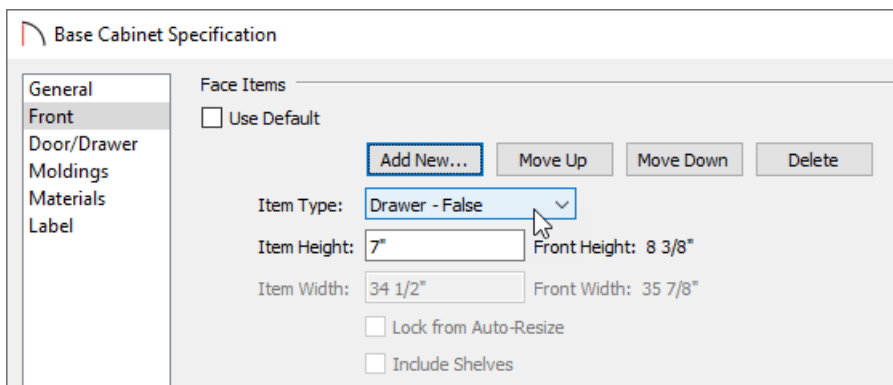 Base Cabinet Specification
General
Front
Door/Drawer
Moldings
Materials
Label
Face Items
Use Default
Add New... Move Up Move Down Delete
Item Type: Drawer - False
Item Height: 7" Front Height: 8 3/8"
Item Width: 34 1/2" Front Width: 35 7/8"
Lock from Auto-Resize
Include Shelves